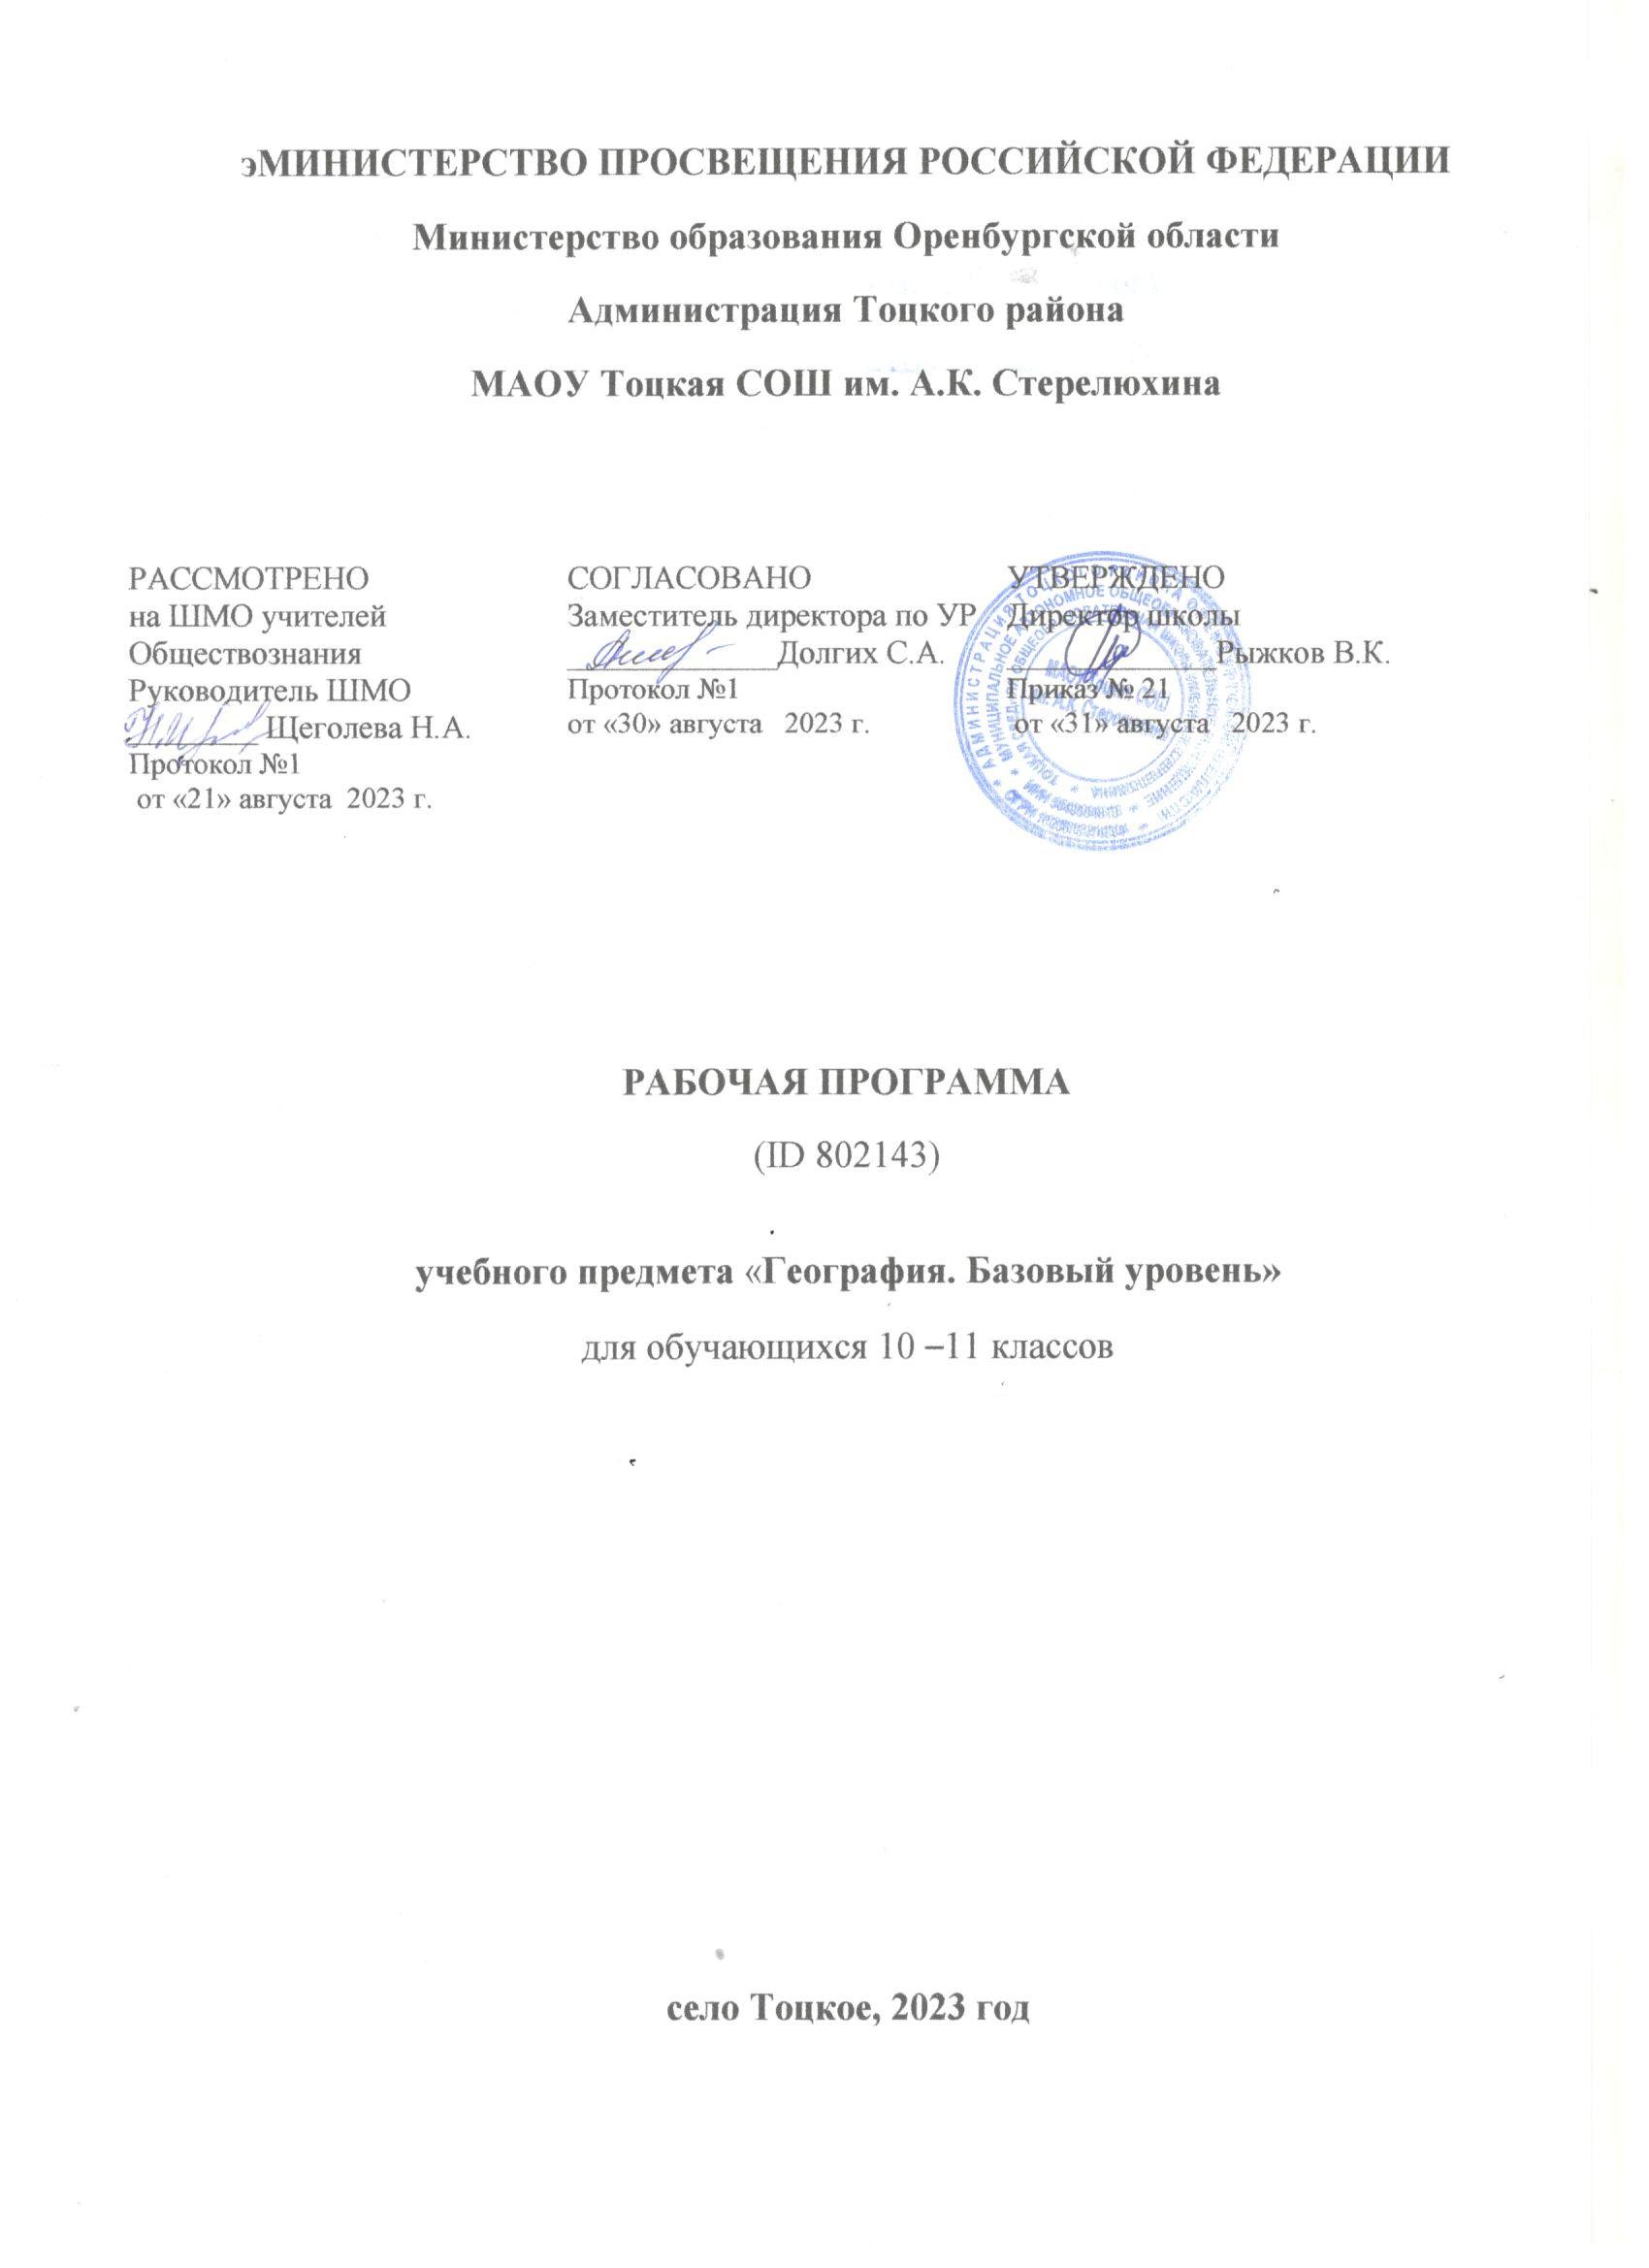 эМИНИСТЕРСТВО ПРОСВЕЩЕНИЯ РОССИЙСКОЙ ФЕДЕРАЦИИ
Министерство образования Оренбургской области
Администрация Тоцкого района
МАОУ Тоцкая СОШ им. А.К. Стерелюхина
РАССМОТРЕНО
на ШМО учителей
Обществознания
Руководитель ШМО
_________Щеголева Н.А.
Протокол №1
от «21» августа 2023 г.
СОГЛАСОВАНО
Заместитель директора по УР
______________Долгих С.А.
Протокол №1
от «30» августа 2023 г.
УТВЕРЖДЕНО
Директор школы
______________Рыжков В.К.
Приказ № 21
от «31» августа 2023 г.
РАБОЧАЯ ПРОГРАММА
(ID 802143)
учебного предмета «География. Базовый уровень»
для обучающихся 10 –11 классов
село Тоцкое, 2023 год